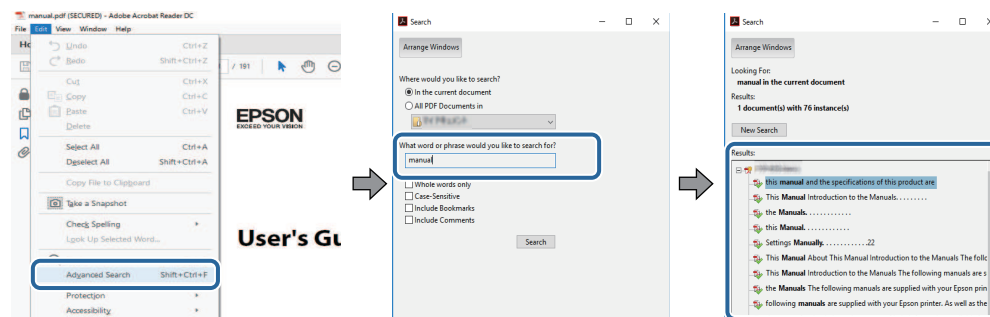 manual.pdf (SECURED) - Adobe Acrobat Reader DC
File Edit View Window Help
Undo Ctrl+Z
Redo Shift+Ctrl+Z
Cut Ctrl+X
Copy Ctrl+C
Paste Ctrl+V
Delete
Select All Ctrl+A
Deselect All Shift+Ctrl+A
Copy File to Clipboard
Take a Snapshot
Check Spelling
Look Up Selected Word...
Advanced Search Shift+Ctrl+F
Protection
Accessibility
/ 191
EPSON
EXCEED YOUR VISION
User's Gu
Search
Arrange Windows
Where would you like to search?
In the current document
All PDF Documents in
What word or phrase would you like to search for?
manual
Whole words only
Case-Sensitive
Include Bookmarks
Include Comments
Search
Search
Arrange Windows
Looking For:
manual in the current document
Results:
1 document(s) with 76 instance(s)
New Search
Results:
this manual and the specifications of this product are
This Manual Introduction to the Manuals. . . . . . . . .
the Manuals. . . . . . . . . . . .
this Manual. . . . . . . . . . . . .
Settings Manually. . . . . . . . . . . . .22
This Manual About This Manual Introduction to the Manuals The follc
This Manual Introduction to the Manuals The following manuals are s
the Manuals The following manuals are supplied with your Epson prin
following manuals are supplied with your Epson printer. As well as the